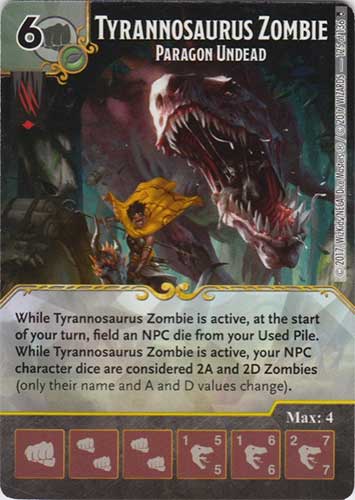 6
TYRANNOSAURUS ZOMBIE
PARAGON UNDEAD
While Tyrannosaurus Zombie is active, at the start
of your turn, field an NPC die from your Used Pile.
While Tyrannosaurus Zombie is active, your NPC
character dice are considered 2A and 2D Zombies
(only their name and A and D values change).
Max: 4
1 5 5
1 6 6
2 7 7